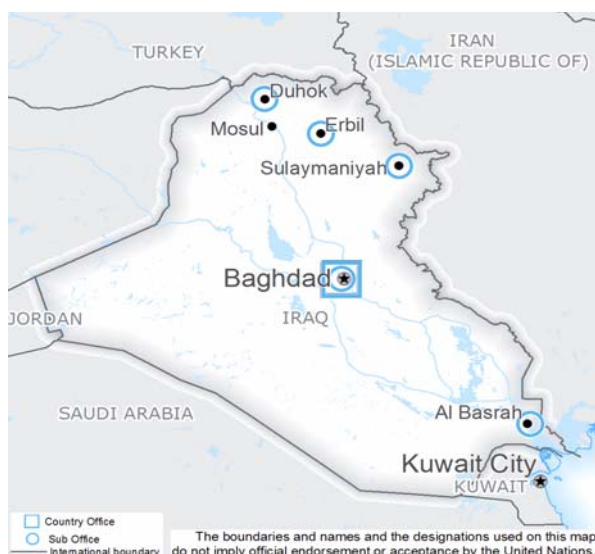 TURKEY
IRAN
(ISLAMIC REPUBLIC OF)
Duhok
Mosul
Erbil
Sulaymaniyah
Baghdad
JORDAN
IRAQ
SAUDI ARABIA
Al Basrah
Kuwait City
KUWAIT
Country Office
Sub Office
International boundary
The boundaries and names and the designations used on this map
do not imply official endorsement or acceptance by the United Nations.